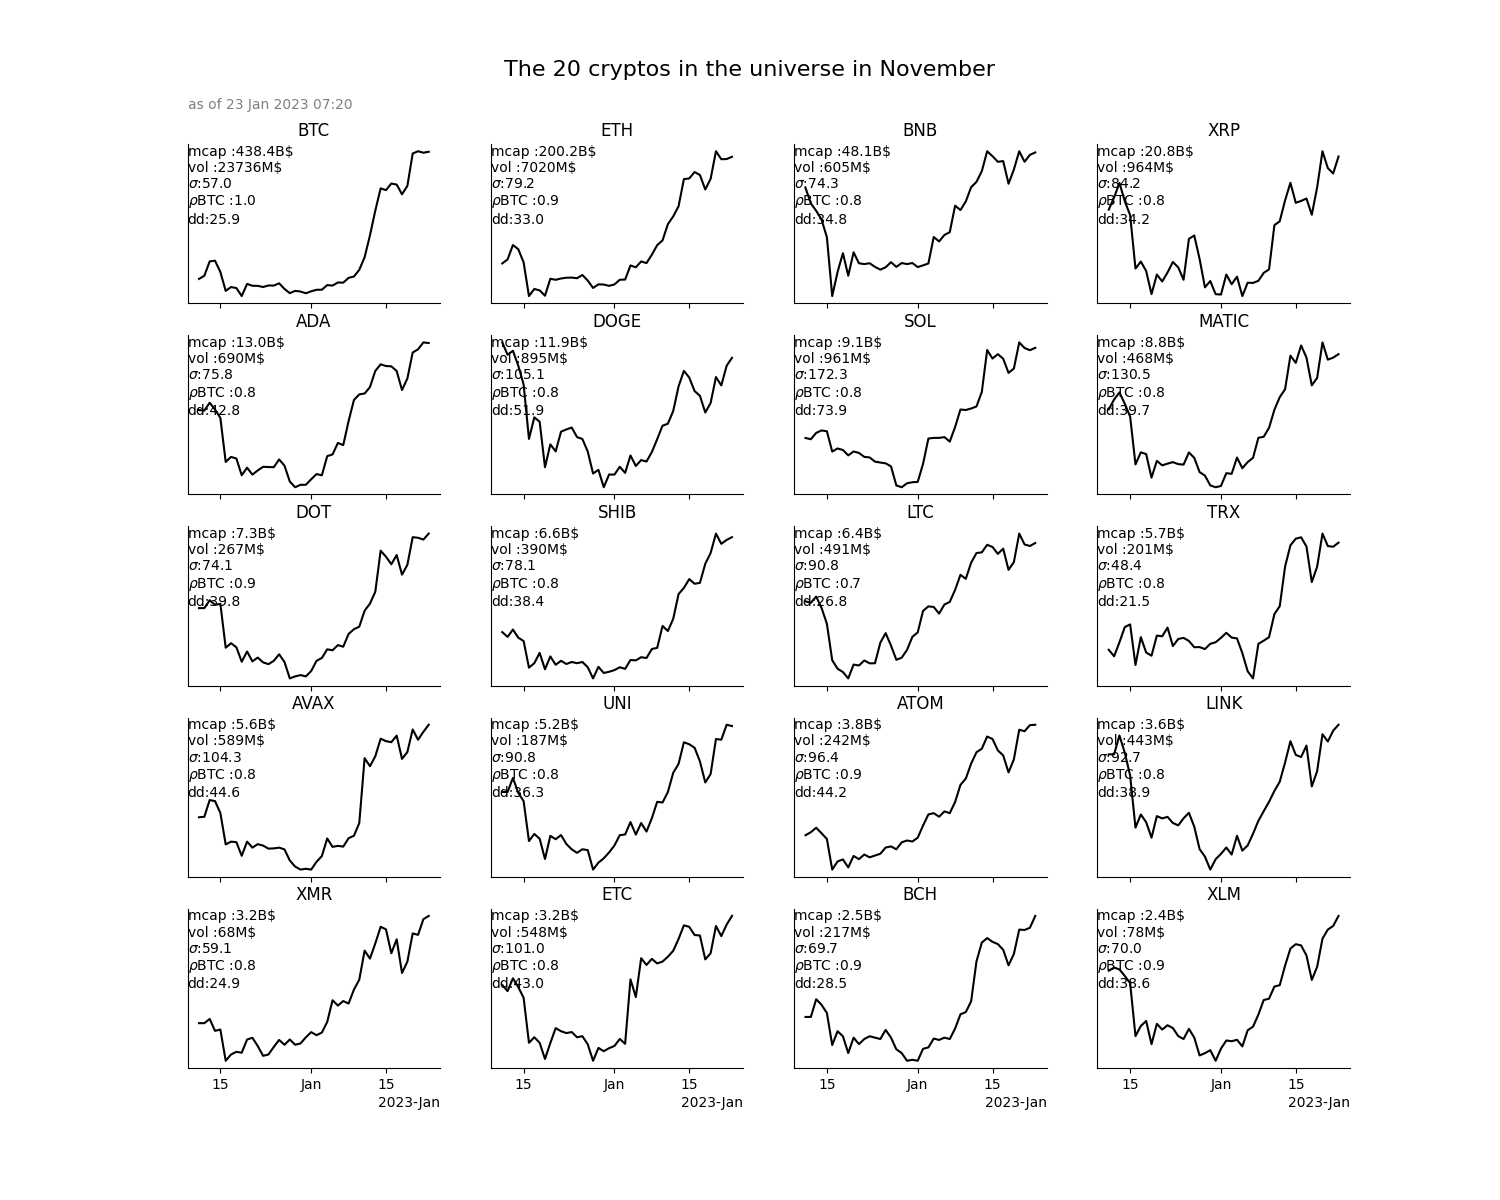 The 20 cryptos in the universe in November
as of 23 Jan 2023 07:20
BTC
mcap :438.4B$
vol :23736M$
σ:57.0
ρBTC :1.0
dd:25.9
ETH
mcap :200.2B$
vol :7020M$
σ:79.2
ρBTC :0.9
dd:33.0
BNB
mcap :48.1B$
vol :605M$
σ:74.3
ρBTC :0.8
dd:34.8
XRP
mcap :20.8B$
vol :964M$
σ:84.2
ρBTC :0.8
dd:34.2
ADA
mcap :13.0B$
vol :690M$
σ:75.8
ρBTC :0.8
dd:42.8
DOGE
mcap :11.9B$
vol :895M$
σ:105.1
ρBTC :0.8
dd:51.9
SOL
mcap :9.1B$
vol :961M$
σ:172.3
ρBTC :0.8
dd:73.9
MATIC
mcap :8.8B$
vol :468M$
σ:130.5
ρBTC :0.8
dd:39.7
DOT
mcap :7.3B$
vol :267M$
σ:74.1
ρBTC :0.9
dd:39.8
SHIB
mcap :6.6B$
vol :390M$
σ:78.1
ρBTC :0.8
dd:38.4
LTC
mcap :6.4B$
vol :491M$
σ:90.8
ρBTC :0.7
dd:26.8
TRX
mcap :5.7B$
vol :201M$
σ:48.4
ρBTC :0.8
dd:21.5
AVAX
mcap :5.6B$
vol :589M$
σ:104.3
ρBTC :0.8
dd:44.6
UNI
mcap :5.2B$
vol :187M$
σ:90.8
ρBTC :0.8
dd:36.3
ATOM
mcap :3.8B$
vol :242M$
σ:96.4
ρBTC :0.9
dd:44.2
LINK
mcap :3.6B$
vol :443M$
σ:92.7
ρBTC :0.8
dd:38.9
XMR
mcap :3.2B$
vol :68M$
σ:59.1
ρBTC :0.8
dd:24.9
15 Jan 15
2023-Jan
ETC
mcap :3.2B$
vol :548M$
σ:101.0
ρBTC :0.8
dd:43.0
15 Jan 15
2023-Jan
BCH
mcap :2.5B$
vol :217M$
σ:69.7
ρBTC :0.9
dd:28.5
15 Jan 15
2023-Jan
XLM
mcap :2.4B$
vol :78M$
σ:70.0
ρBTC :0.9
dd:38.6
15 Jan 15
2023-Jan